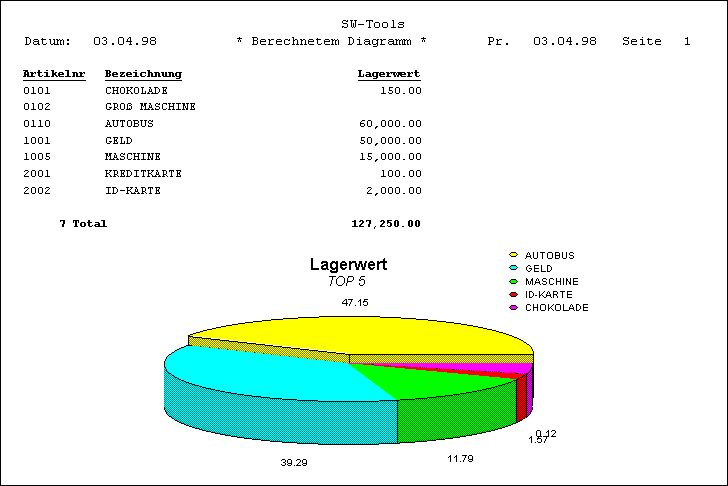 SW-Tools
Datum: 03.04.98 * Berechnetem Diagramm * Pr. 03.04.98 Seite 1
Artikelnr Bezeichnung Lagerwert
0101 CHOKOLADE 150.00
0102 GROß MASCHINE
0110 AUTOBUS 60,000.00
1001 GELD 50,000.00
1005 MASCHINE 15,000.00
2001 KREDITKARTE 100.00
2002 ID-KARTE 2,000.00
7 Total 127,250.00
Lagerwert
TOP 5
AUTOBUS
GELD
MASCHINE
ID-KARTE
CHOKOLADE
47.15
0.12
1.57
11.79
39.29